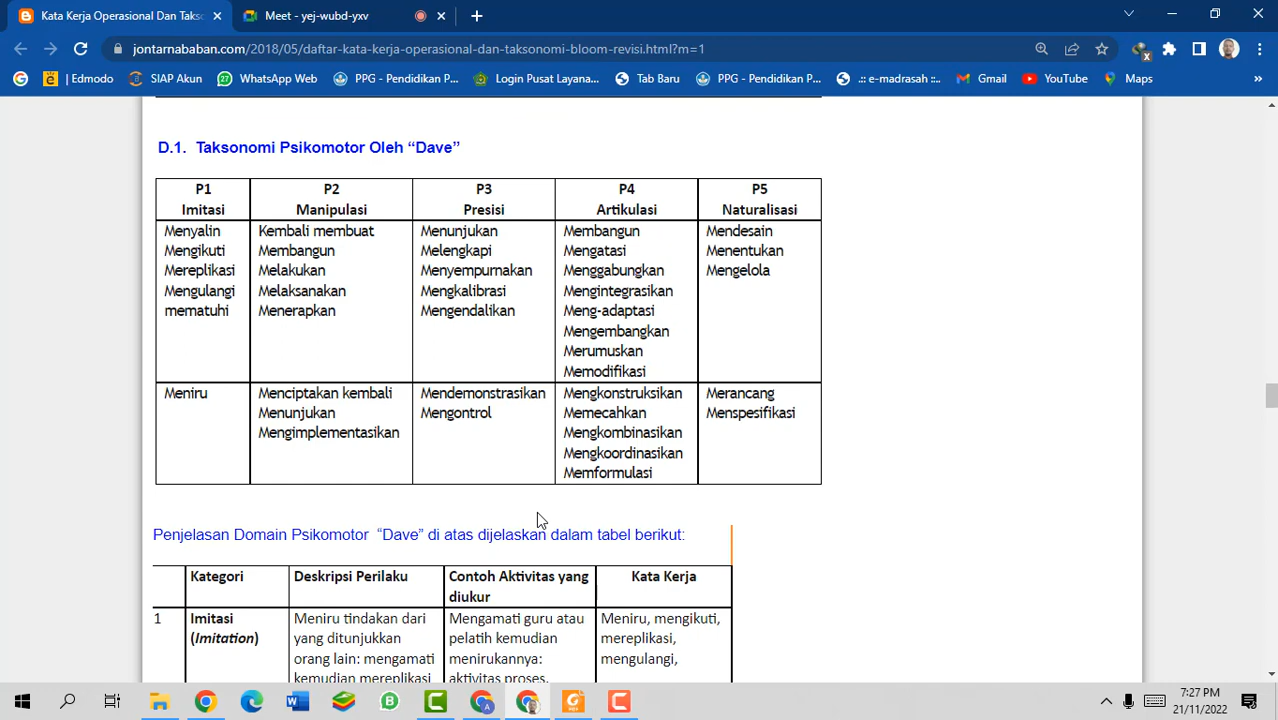 Kata Kerja Operasional Dan Takso
Meet - yej-wubd-yxv
jontarnababan.com/2018/05/daftar-kata-kerja-operasional-dan-taksonomi-bloom-revisi.html?m=1
| Edmodo
SIAP Akun
WhatsApp Web
PPG - Pendidikan P...
Login Pusat Layana...
Tab Baru
PPG - Pendidikan P...
.:: e-madrasah ::.
Gmail
YouTube
Maps
»
D.1. Taksonomi Psikomotor Oleh “Dave”
P1
Imitasi
P2
Manipulasi
P3
Presisi
P4
Artikulasi
P5
Naturalisasi
Menyalin
Mengikuti
Mereplikasi
Mengulangi
mematuhi
Kembali membuat
Membangun
Melakukan
Melaksanakan
Menerapkan
Menunjukan
Melengkapi
Menyempurnakan
Mengkalibrasi
Mengendalikan
Membangun
Mengatasi
Menggabungkan
Mengintegrasikan
Meng-adaptasi
Mengembangkan
Merumuskan
Memodifikasi
Mendesain
Menentukan
Mengelola
Meniru
Menciptakan kembali
Menunjukan
Mengimplementasikan
Mendemonstrasikan
Mengontrol
Mengkonstruksikan
Memecahkan
Mengkombinasikan
Mengkoordinasikan
Memformulasi
Merancang
Menspesifikasi
Penjelasan Domain Psikomotor “Dave” di atas dijelaskan dalam tabel berikut:
Kategori
Deskripsi Perilaku
Contoh Aktivitas yang
diukur
Kata Kerja
1
Imitasi
(Imitation)
Meniru tindakan dari
yang ditunjukkan
orang lain: mengamati
kemudian mereplikasi
Mengamati guru atau
pelatih kemudian
menirukannya:
aktivitas proses,
Meniru, mengikuti,
mereplikasi,
mengulangi,
7:27 PM
21/11/2022